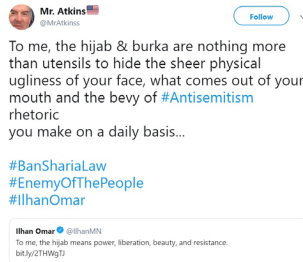 Mr. Atkins
@MrAtkinss
Follow
To me, the hijab & burka are nothing more
than utensils to hide the sheer physical
ugliness of your face, what comes out of your
mouth and the bevy of #Antisemitism
rhetoric
you make on a daily basis...
#BanShariaLaw
#EnemyOfThePeople
#IlhanOmar
Ilhan Omar @IlhanMN
To me, the hijab means power, liberation, beauty, and resistance.
bit.ly/2THWgTJ